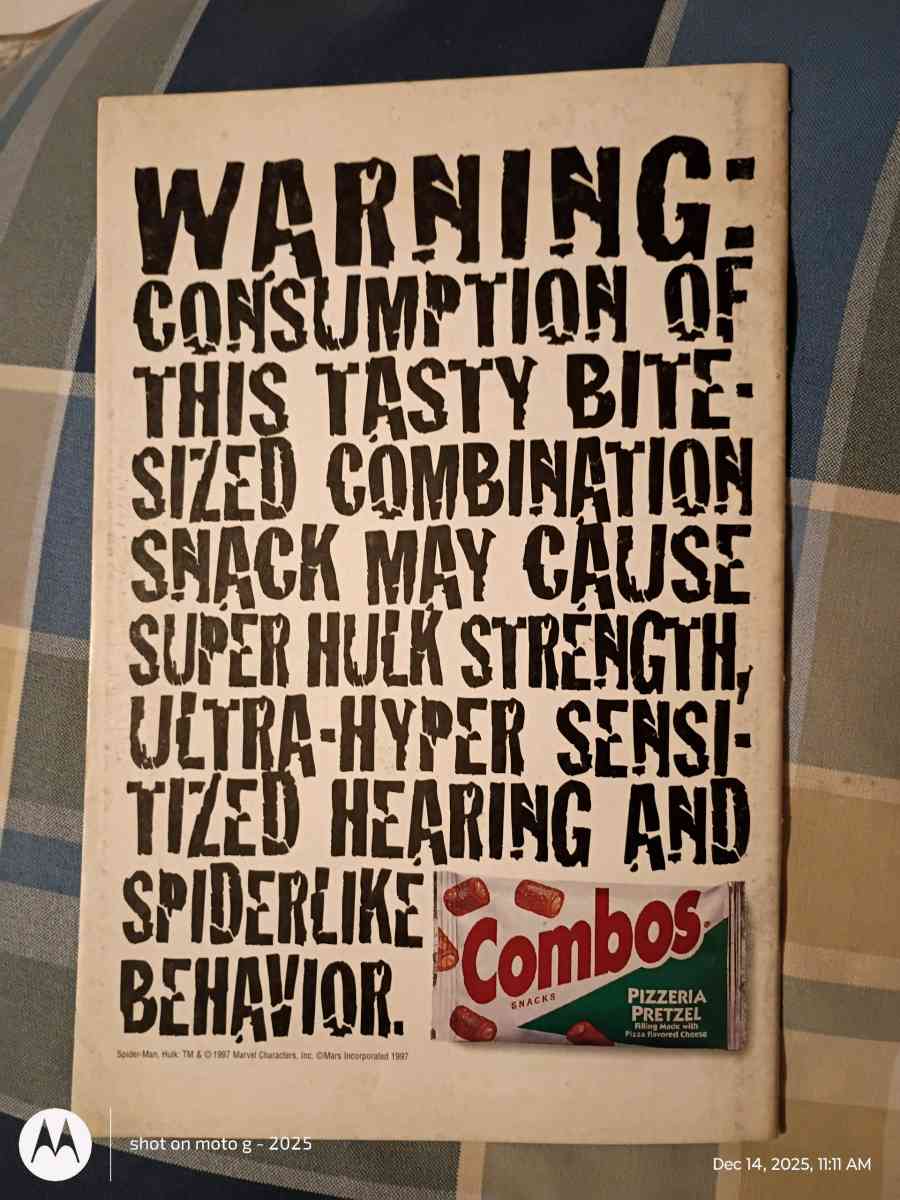 WARNING:
CONSUMPTION OF
THIS TASTY BITE-
SIZED COMBINATION
SNACK MAY CAUSE
SUPER HULK STRENGTH,
ULTRA-HYPER SENSI-
TIZED HEARING AND
SPIDERLIKE
BEHAVIOR.
Combos
SNACKS
PIZZERIA
PRETZEL
Filling Made with
Pizza flavored Cheese
Spider-Man, Hulk: TM & © 1997 Marvel Characters, Inc. ©Mars Incorporated 1997
shot on moto g - 2025
Dec 14, 2025, 11:11 AM